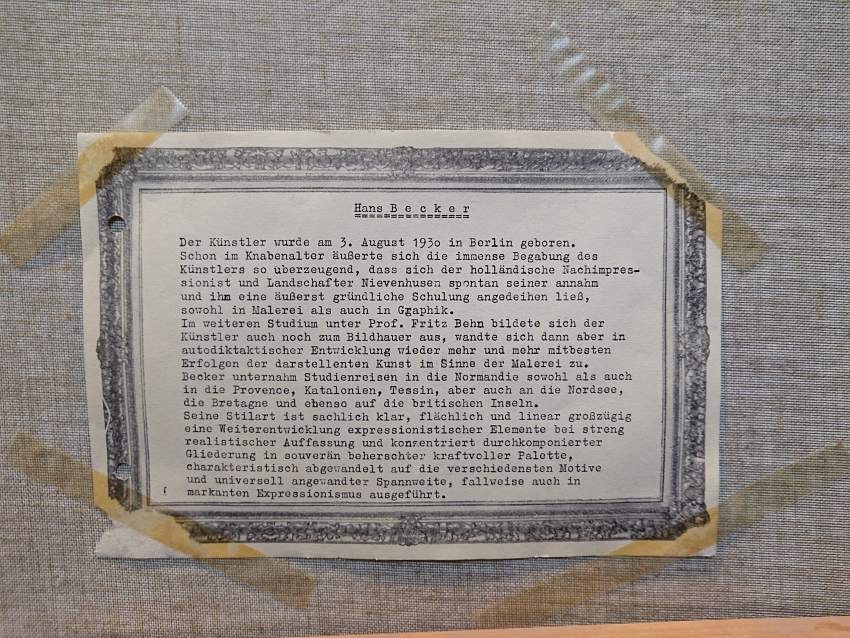 Hans B e c k e r
Der Künstler wurde am 3. August 1930 in Berlin geboren.
Schon im Knabenalter äußerte sich die immense Begabung des
Künstlers so überzeugend, dass sich der holländische Nachimpres-
sionist und Landschafter Nievenhusen spontan seiner annahm
und ihm eine äußerst gründliche Schulung angedeihen ließ,
sowohl in Malerei als auch in Ggaphik.
Im weiteren Studium unter Prof. Fritz Behn bildete sich der
Künstler auch noch zum Bildhauer aus, wandte sich dann aber in
autodiktaktischer Entwicklung wieder mehr und mehr mitbesten
Erfolgen der darstellenten Kunst im Sinne der Malerei zu.
Becker unternahm Studienreisen in die Normandie sowohl als auch
in die Provence, Katalonien, Tessin, aber auch an die Nordsee,
die Bretagne und ebenso auf die britischen Inseln.
Seine Stilart ist sachlich klar, flächlich und linear großzügig
eine Weiterentwicklung expressionistischer Elemente bei streng
realistischer Auffassung und konzentriert durchkomponierter
Gliederung in souverän beherschter kraftvoller Palette,
charakteristisch abgewandelt auf die verschiedensten Motive
und universell angewandter Spannweite, fallweise auch in
markanten Expressionismus ausgeführt.